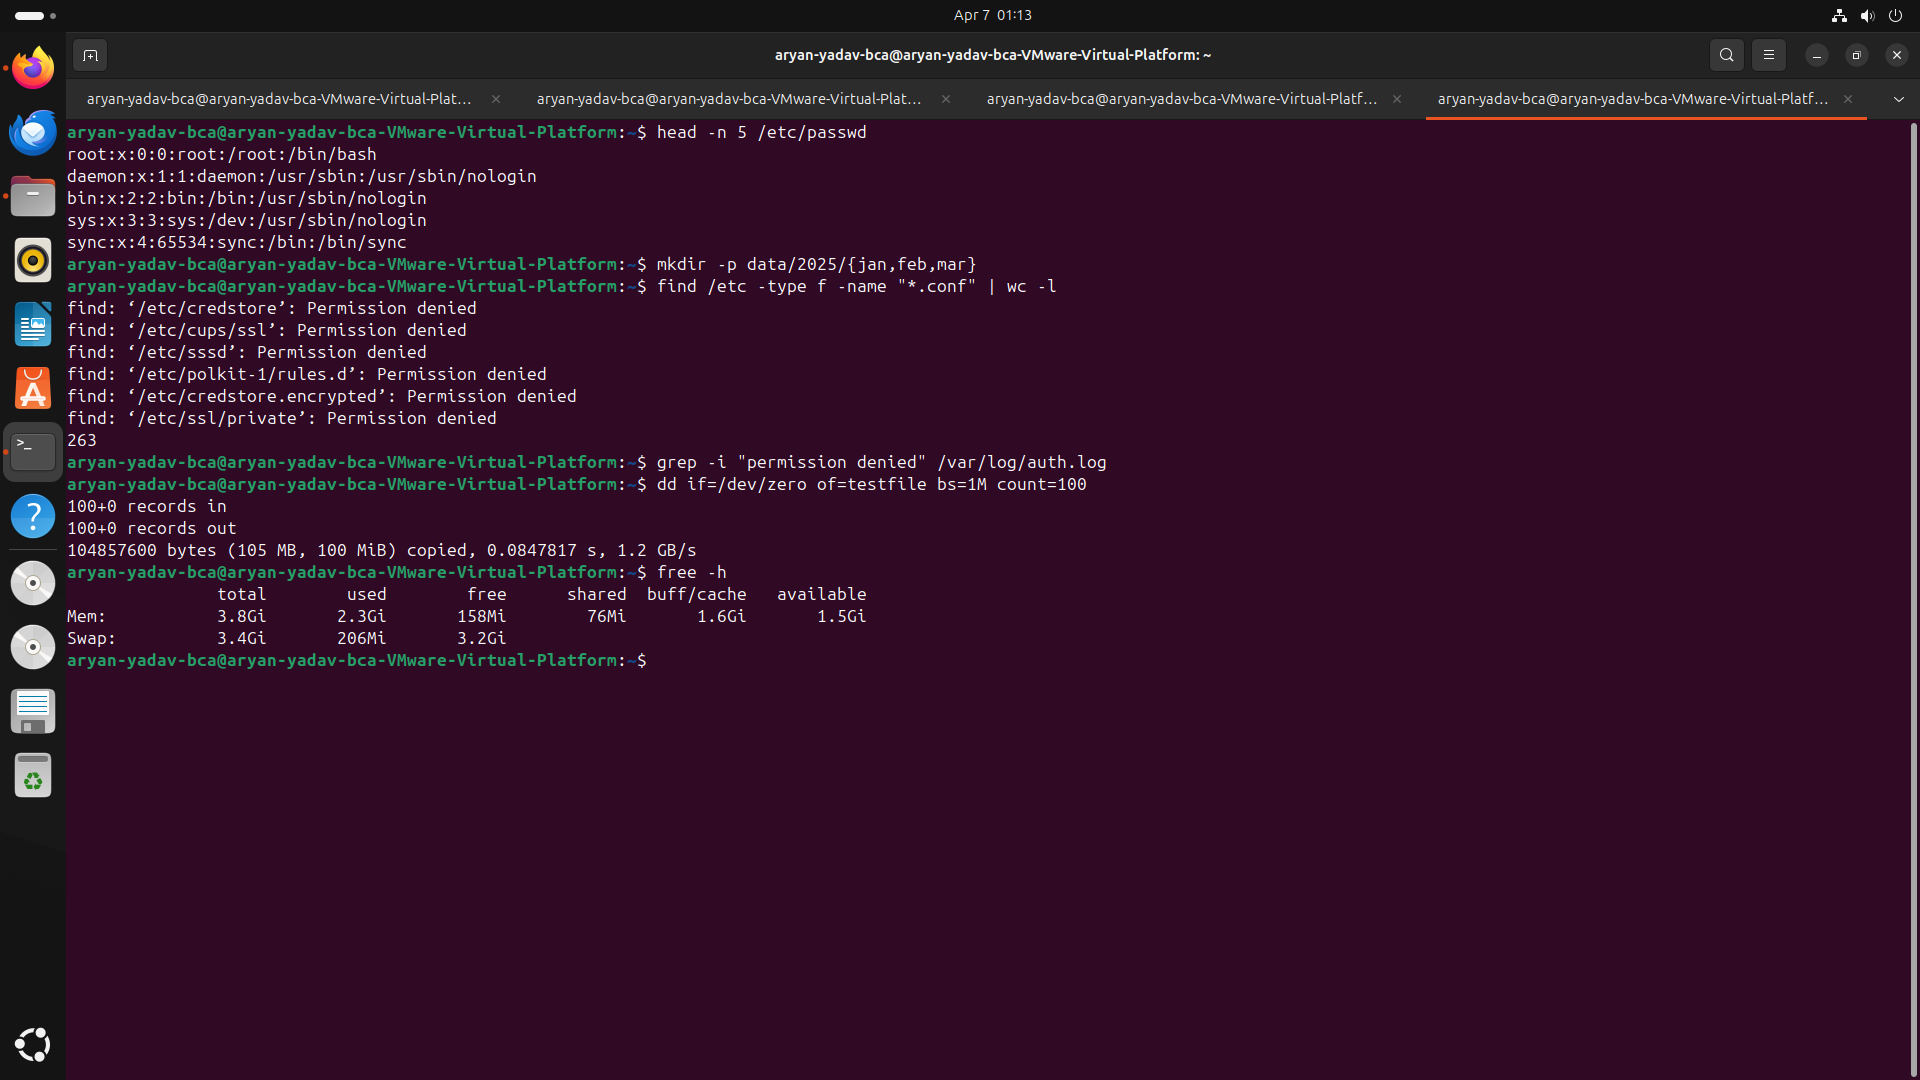 Apr 7 01:13
aryan-yadav-bca@aryan-yadav-bca-VMware-Virtual-Platform: ~
aryan-yadav-bca@aryan-yadav-bca-VMware-Virtual-Plat...
aryan-yadav-bca@aryan-yadav-bca-VMware-Virtual-Plat...
aryan-yadav-bca@aryan-yadav-bca-VMware-Virtual-Platf...
aryan-yadav-bca@aryan-yadav-bca-VMware-Virtual-Platf...
aryan-yadav-bca@aryan-yadav-bca-VMware-Virtual-Platform:~$ head -n 5 /etc/passwd
root:x:0:0:root:/root:/bin/bash
daemon:x:1:1:daemon:/usr/sbin:/usr/sbin/nologin
bin:x:2:2:bin:/bin:/usr/sbin/nologin
sys:x:3:3:sys:/dev:/usr/sbin/nologin
sync:x:4:65534:sync:/bin:/bin/sync
aryan-yadav-bca@aryan-yadav-bca-VMware-Virtual-Platform:~$ mkdir -p data/2025/{jan,feb,mar}
aryan-yadav-bca@aryan-yadav-bca-VMware-Virtual-Platform:~$ find /etc -type f -name "*.conf" | wc -l
find: ‘/etc/credstore’: Permission denied
find: ‘/etc/cups/ssl’: Permission denied
find: ‘/etc/sssd’: Permission denied
find: ‘/etc/polkit-1/rules.d’: Permission denied
find: ‘/etc/credstore.encrypted’: Permission denied
find: ‘/etc/ssl/private’: Permission denied
263
aryan-yadav-bca@aryan-yadav-bca-VMware-Virtual-Platform:~$ grep -i "permission denied" /var/log/auth.log
aryan-yadav-bca@aryan-yadav-bca-VMware-Virtual-Platform:~$ dd if=/dev/zero of=testfile bs=1M count=100
100+0 records in
100+0 records out
104857600 bytes (105 MB, 100 MiB) copied, 0.0847817 s, 1.2 GB/s
aryan-yadav-bca@aryan-yadav-bca-VMware-Virtual-Platform:~$ free -h
total used free shared buff/cache available
Mem: 3.8Gi 2.3Gi 158Mi 76Mi 1.6Gi 1.5Gi
Swap: 3.4Gi 206Mi 3.2Gi
aryan-yadav-bca@aryan-yadav-bca-VMware-Virtual-Platform:~$